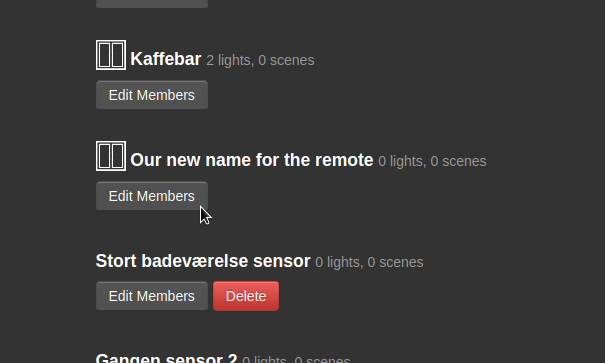 Kaffebar 2 lights, 0 scenes
Edit Members
Our new name for the remote 0 lights, 0 scenes
Edit Members
Stort badeværelse sensor 0 lights, 0 scenes
Edit Members Delete
Gangen sensor 2 0 lights, 0 scenes